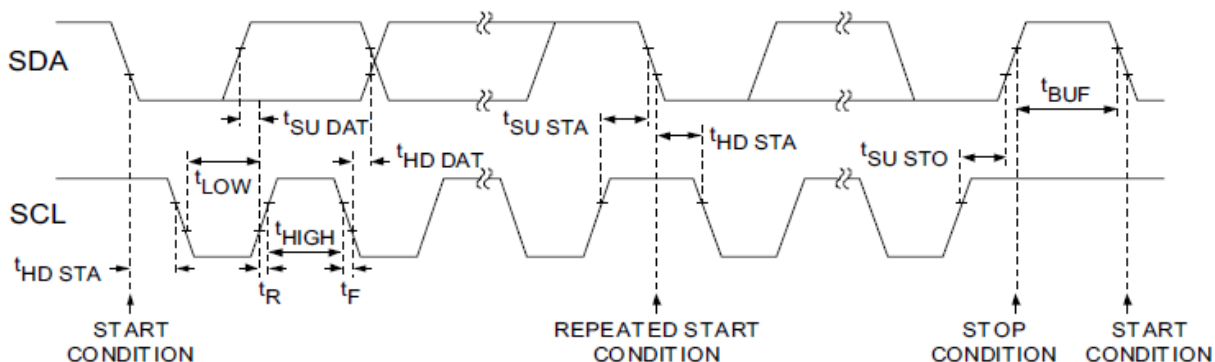 SDA
tSU DAT
tSU STA
tBUF
tHD DAT
tHD STA
tSU STO
tLOW
SCL
tHIGH
tHD STA
tR
tF
START
CONDITION
REPEATED START
CONDITION
STOP
CONDITION
START
CONDITION